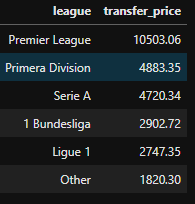 league transfer_price
Premier League 10503.06
Primera Division 4883.35
Serie A 4720.34
1 Bundesliga 2902.72
Ligue 1 2747.35
Other 1820.30